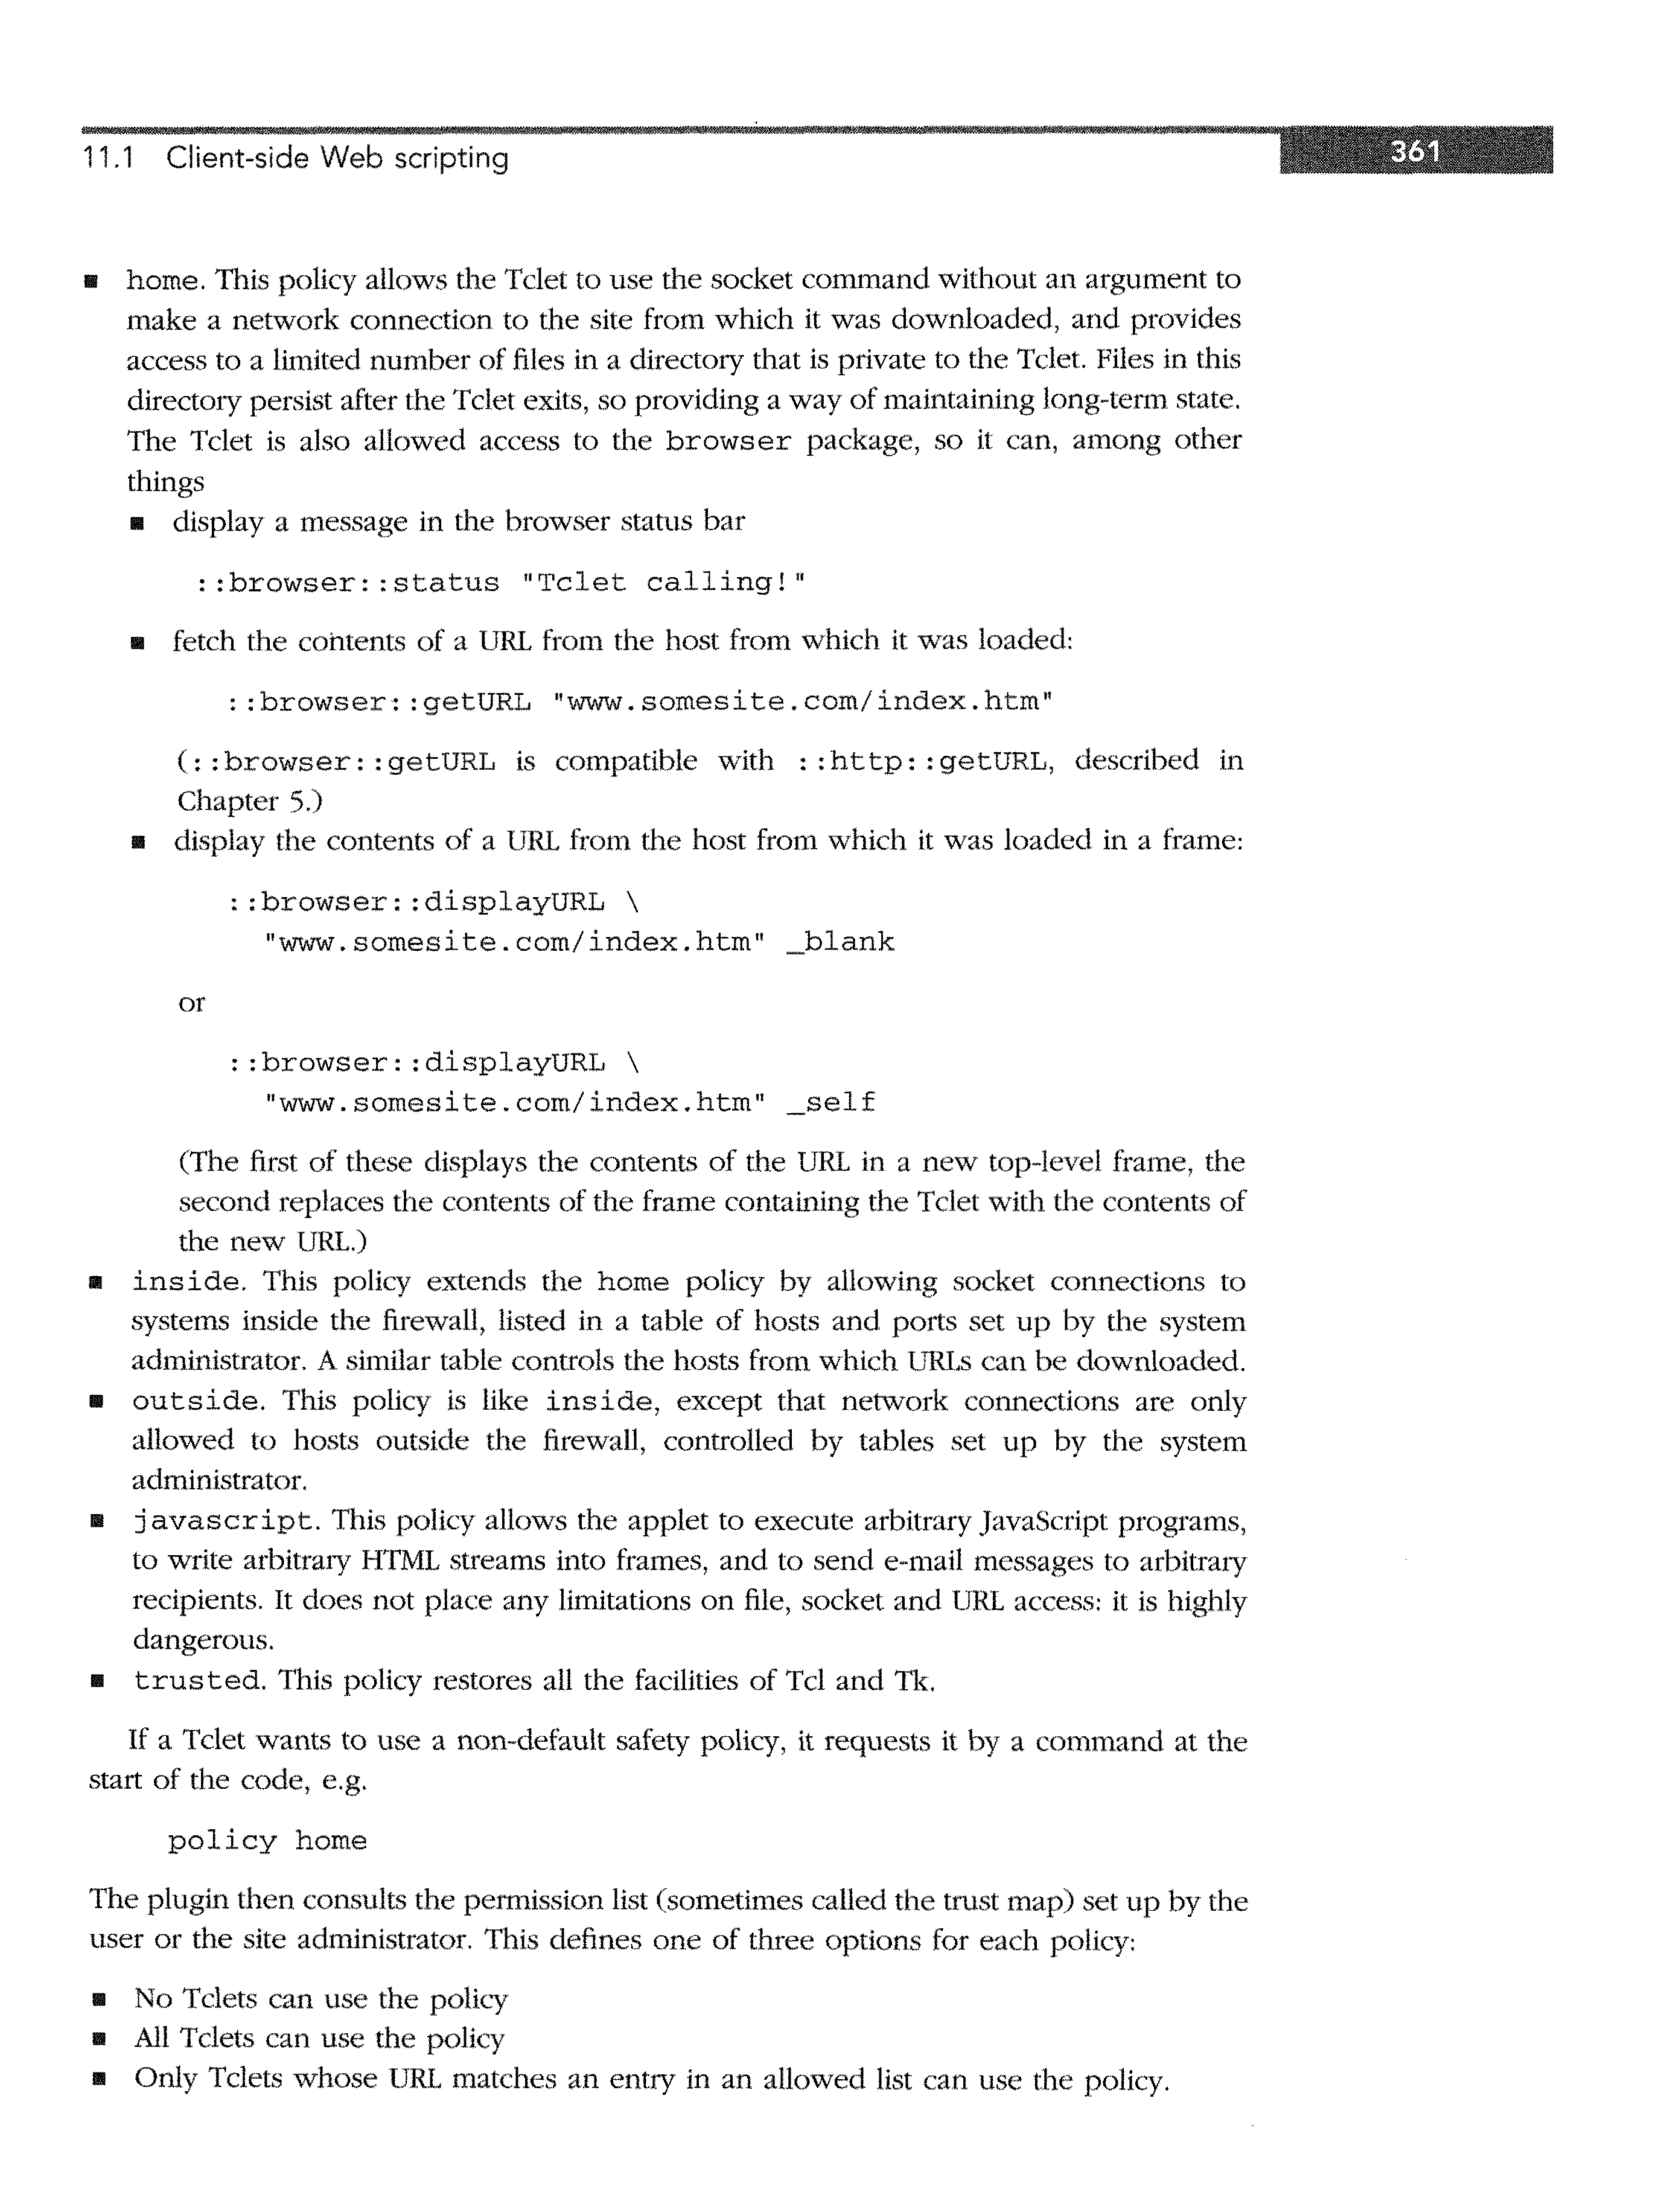 11.1 Client-side Web scripting
361
■ home. This policy allows the Tclet to use the socket command without an argument to
make a network connection to the site from which it was downloaded, and provides
access to a limited number of files in a directory that is private to the Tclet. Files in this
directory persist after the Tclet exits, so providing a way of maintaining long-term state.
The Tclet is also allowed access to the browser package, so it can, among other
things
■ display a message in the browser status bar
::browser::status "Tclet calling!"
■ fetch the contents of a URL from the host from which it was loaded:
::browser::getURL "www.somesite.com/index.htm"
(::browser::getURL is compatible with ::http::getURL, described in
Chapter 5.)
■ display the contents of a URL from the host from which it was loaded in a frame:
::browser::displayURL \
"www.somesite.com/index.htm" _blank
or
::browser::displayURL \
"www.somesite.com/index.htm" _self
(The first of these displays the contents of the URL in a new top-level frame, the
second replaces the contents of the frame containing the Tclet with the contents of
the new URL.)
■ inside. This policy extends the home policy by allowing socket connections to
systems inside the firewall, listed in a table of hosts and ports set up by the system
administrator. A similar table controls the hosts from which URLs can be downloaded.
■ outside. This policy is like inside, except that network connections are only
allowed to hosts outside the firewall, controlled by tables set up by the system
administrator.
■ javascript. This policy allows the applet to execute arbitrary JavaScript programs,
to write arbitrary HTML streams into frames, and to send e-mail messages to arbitrary
recipients. It does not place any limitations on file, socket and URL access: it is highly
dangerous.
■ trusted. This policy restores all the facilities of Tcl and Tk.
If a Tclet wants to use a non-default safety policy, it requests it by a command at the
start of the code, e.g.
policy home
The plugin then consults the permission list (sometimes called the trust map) set up by the
user or the site administrator. This defines one of three options for each policy:
■ No Tclets can use the policy
■ All Tclets can use the policy
■ Only Tclets whose URL matches an entry in an allowed list can use the policy.